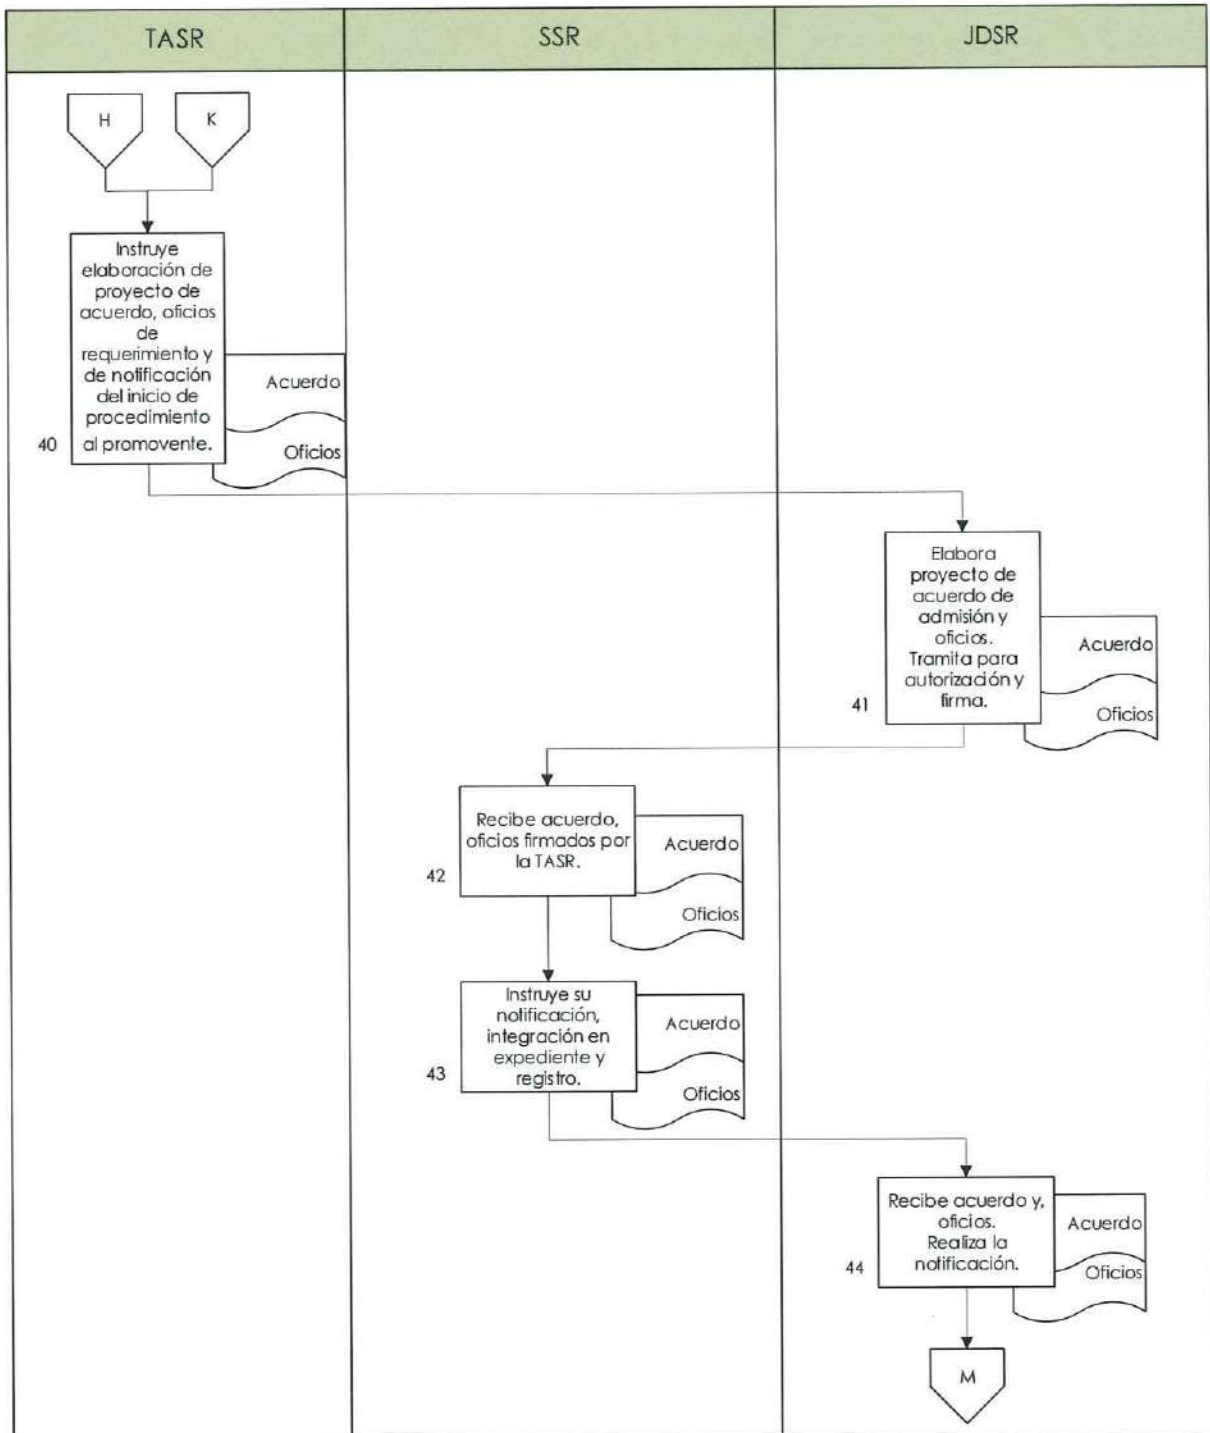 TASR
SSR
JDSR
H
K
Instruye
elaboración de
proyecto de
acuerdo, oficios
de
requerimiento y
de notificación
del inicio de
procedimiento
al promovente.
40
Acuerdo
Oficios
Elabora
proyecto de
acuerdo de
admisión y
oficios.
Tramita para
autorización y
firma.
41
Acuerdo
Oficios
Recibe acuerdo,
oficios firmados por
la TASR.
42
Acuerdo
Oficios
Instruye su
notificación,
integración en
expediente y
registro.
43
Acuerdo
Oficios
Recibe acuerdo y,
oficios.
Realiza la
notificación.
44
Acuerdo
Oficios
M